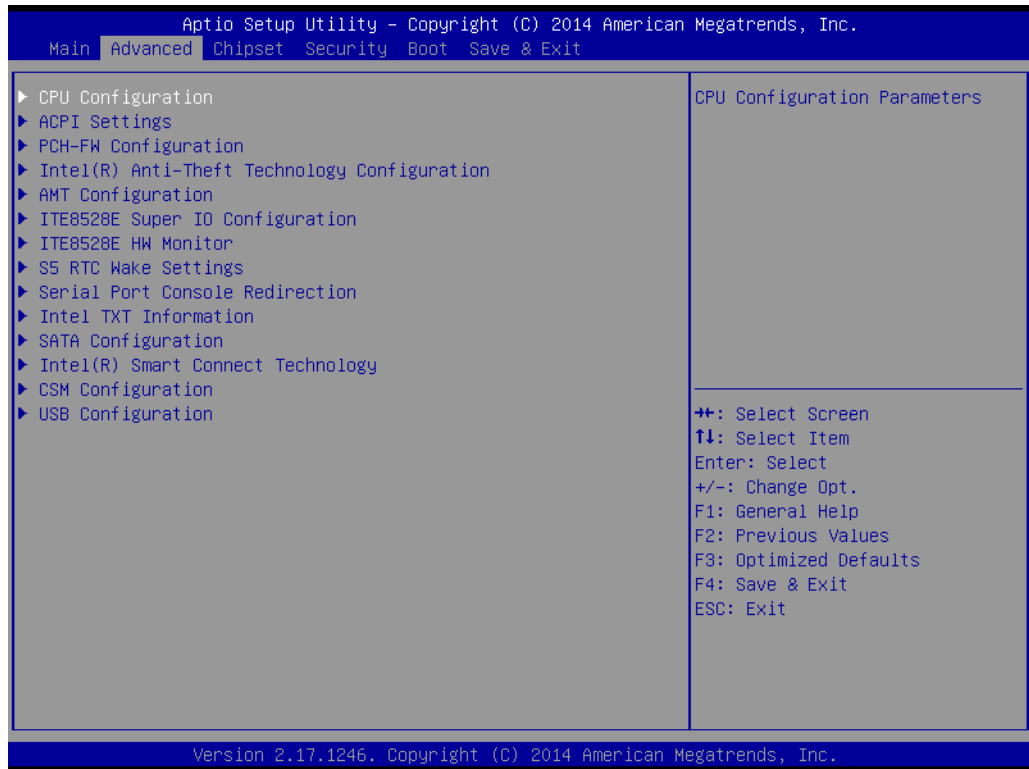 Aptio Setup Utility – Copyright (C) 2014 American Megatrends, Inc.
Main Advanced Chipset Security Boot Save & Exit
▶ CPU Configuration
▶ ACPI Settings
▶ PCH-FW Configuration
▶ Intel(R) Anti-Theft Technology Configuration
▶ AMT Configuration
▶ ITE8528E Super IO Configuration
▶ ITE8528E HW Monitor
▶ S5 RTC Wake Settings
▶ Serial Port Console Redirection
▶ Intel TXT Information
▶ SATA Configuration
▶ Intel(R) Smart Connect Technology
▶ CSM Configuration
▶ USB Configuration
CPU Configuration Parameters
→←: Select Screen
↑↓: Select Item
Enter: Select
+/-: Change Opt.
F1: General Help
F2: Previous Values
F3: Optimized Defaults
F4: Save & Exit
ESC: Exit
Version 2.17.1246. Copyright (C) 2014 American Megatrends, Inc.